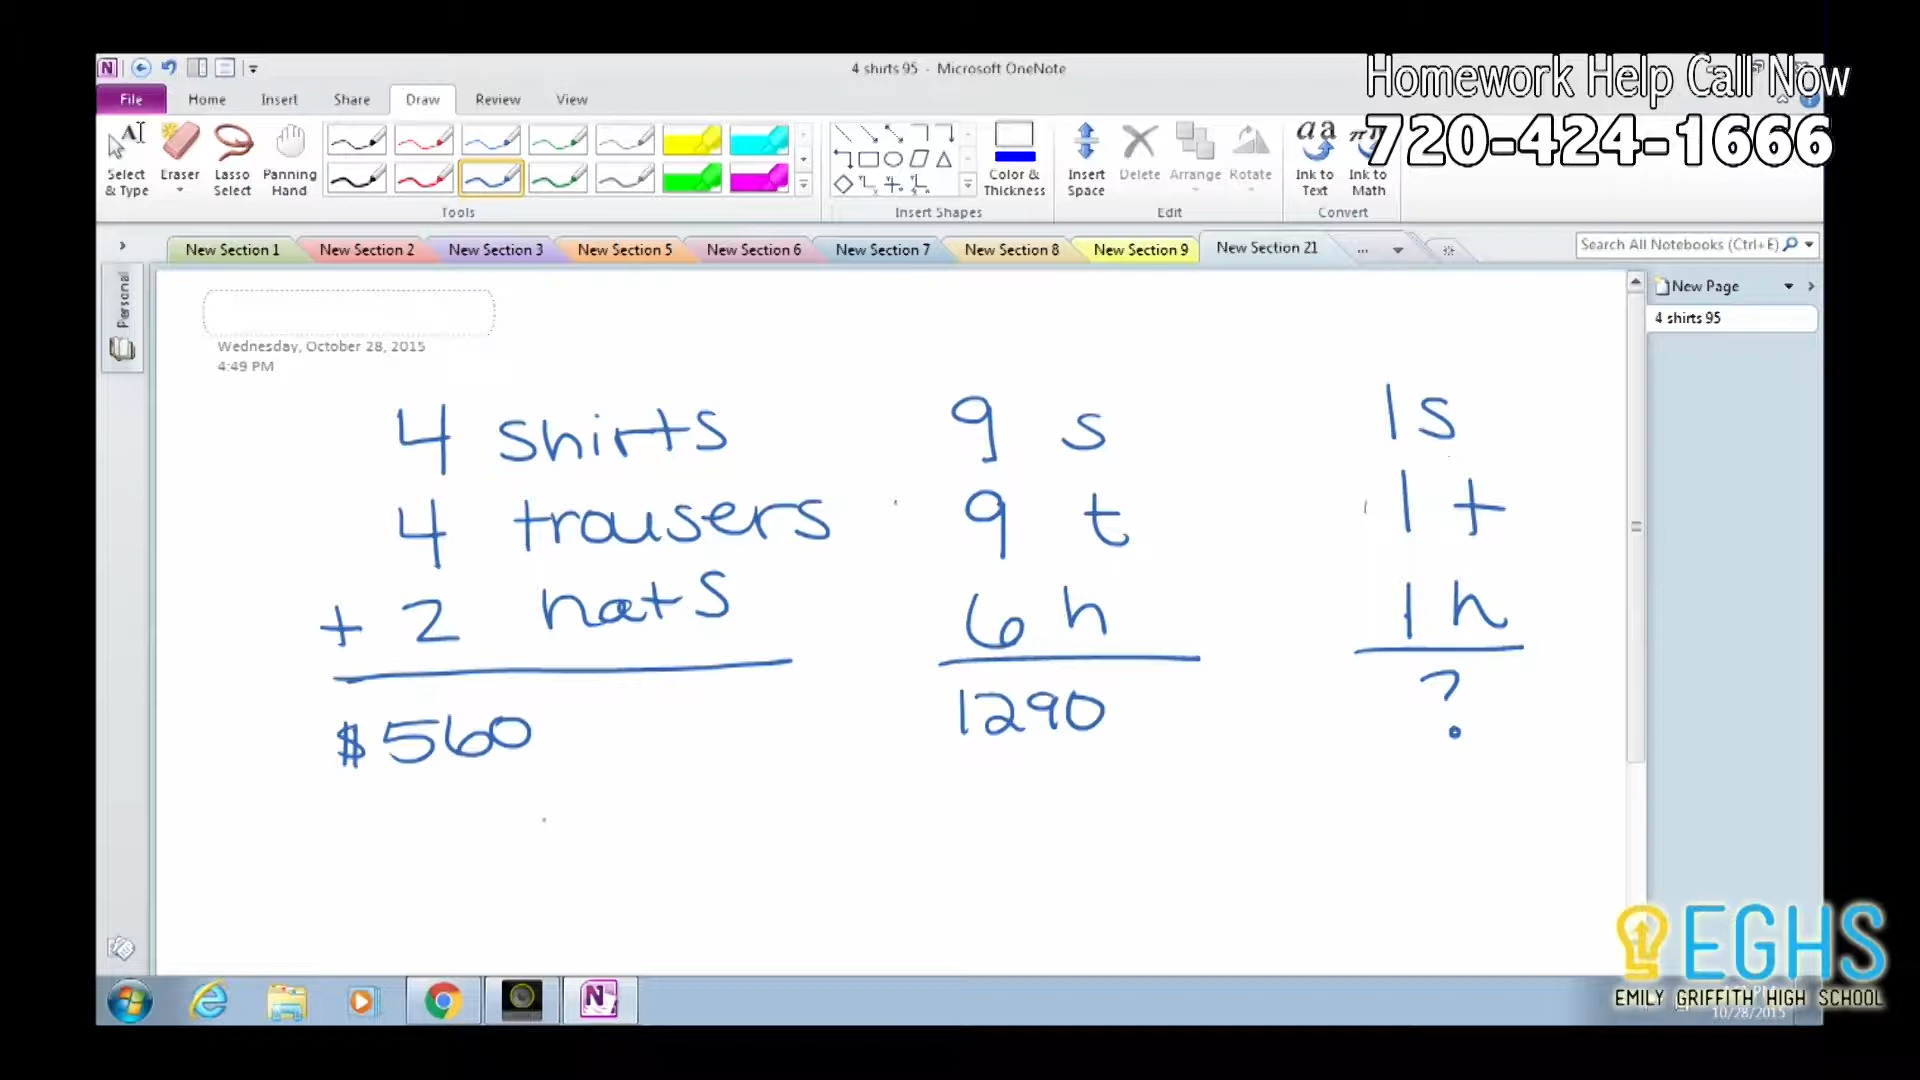 4 shirts 95 - Microsoft OneNote
Homework Help Call Now
720-424-1666
File Home Insert Share Draw Review View
Select & Type Eraser Lasso Select Panning Hand
Color & Thickness
Insert Space Delete Arrange Rotate
Ink to Text
Ink to Math
Tools Insert Shapes Edit Convert
New Section 1 New Section 2 New Section 3 New Section 5 New Section 6 New Section 7 New Section 8 New Section 9 New Section 21 ...
Search All Notebooks (Ctrl+E)
Personal
New Page
4 shirts 95
Wednesday, October 28, 2015
4:49 PM
4 shirts
4 trousers
+ 2 hats
$560
9 s
9 t
6 h
1290
1 s
1 t
1 h
?
EGHS
EMILY GRIFFITH HIGH SCHOOL
10/28/2015